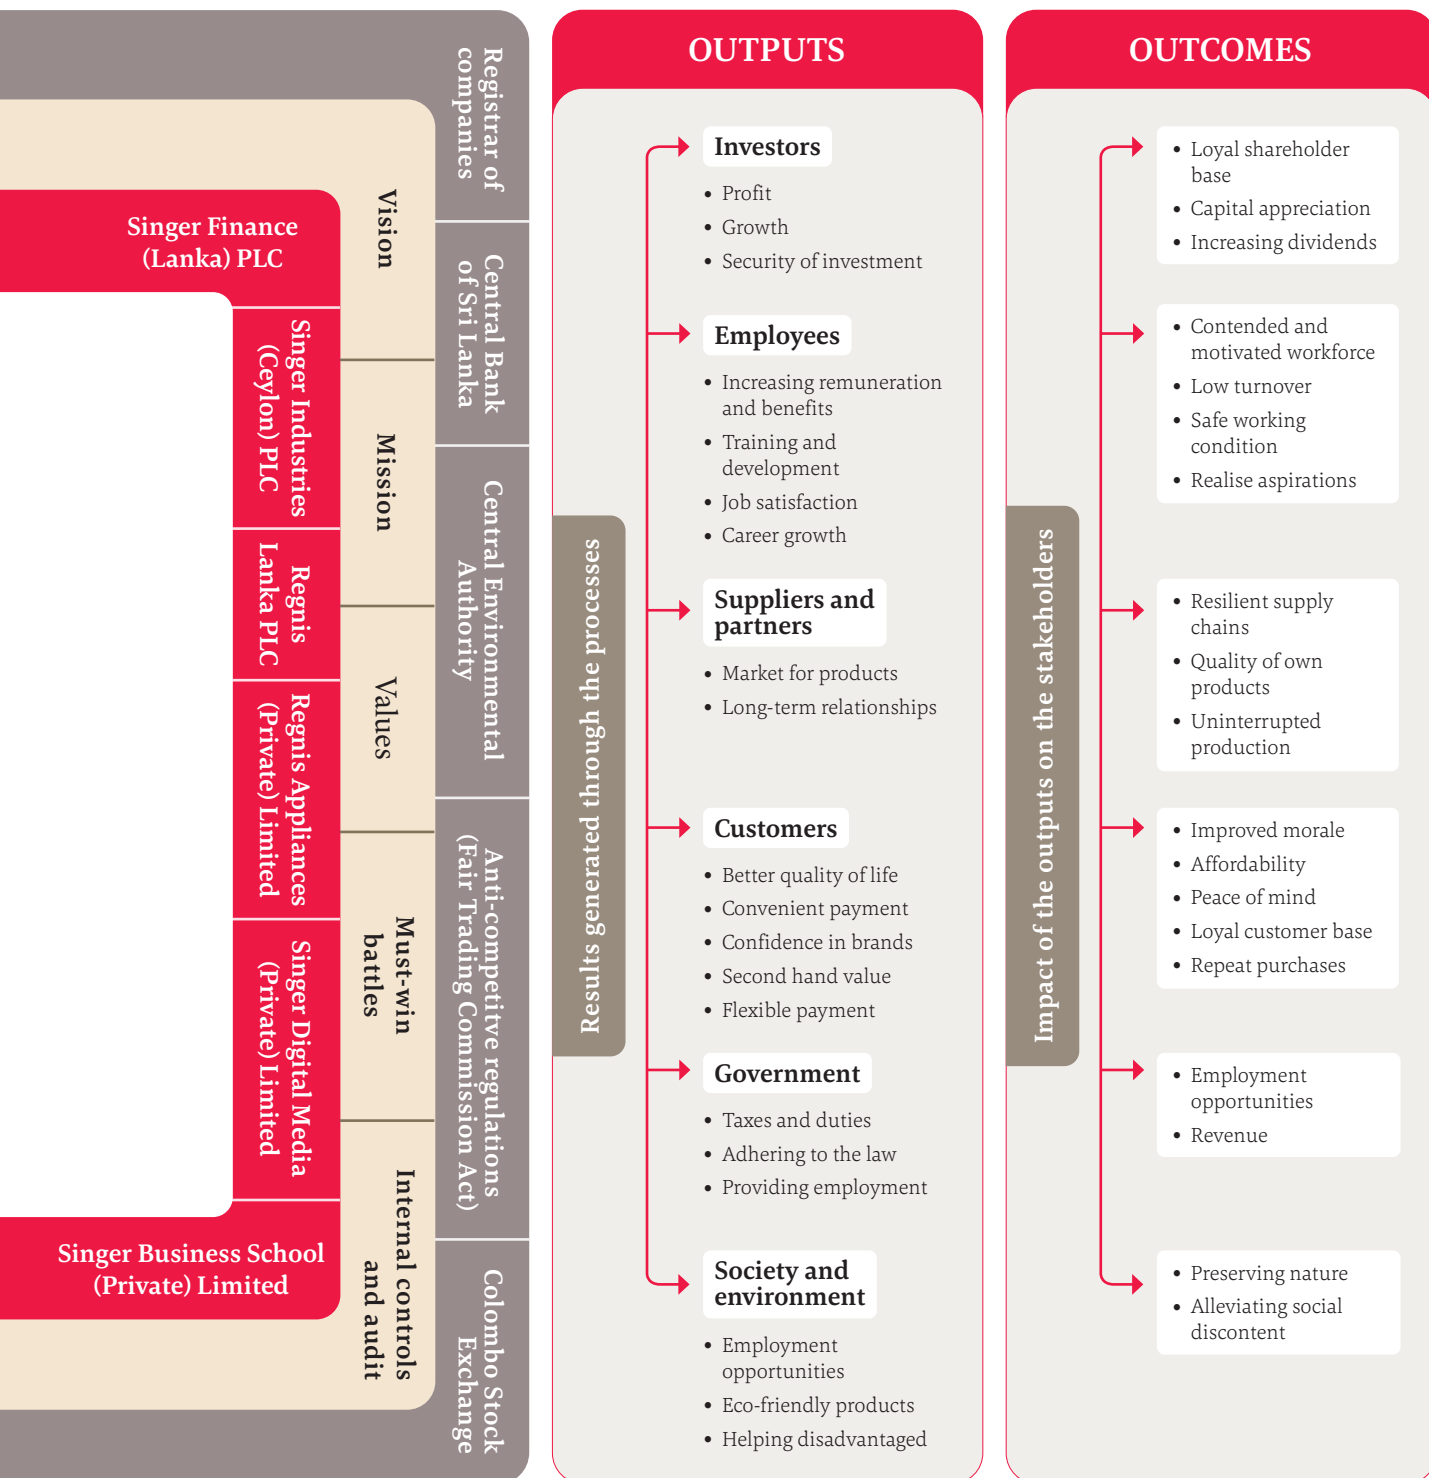 Registrar of
companies
Central Bank
of Sri Lanka
Central Environmental
Authority
Anti-competitve regulations
(Fair Trading Commission Act)
Colombo Stock
Exchange
Vision
Mission
Values
Must-win
battles
Internal controls
and audit
Singer Finance
(Lanka) PLC
Singer Industries
(Ceylon) PLC
Regnis
Lanka PLC
Regnis Appliances
(Private) Limited
Singer Digital Media
(Private) Limited
Singer Business School
(Private) Limited
OUTPUTS
Results generated through the processes
Investors
• Profit
• Growth
• Security of investment
Employees
• Increasing remuneration
and benefits
• Training and
development
• Job satisfaction
• Career growth
Suppliers and
partners
• Market for products
• Long-term relationships
Customers
• Better quality of life
• Convenient payment
• Confidence in brands
• Second hand value
• Flexible payment
Government
• Taxes and duties
• Adhering to the law
• Providing employment
Society and
environment
• Employment
opportunities
• Eco-friendly products
• Helping disadvantaged
OUTCOMES
Impact of the outputs on the stakeholders
• Loyal shareholder
base
• Capital appreciation
• Increasing dividends
• Contended and
motivated workforce
• Low turnover
• Safe working
condition
• Realise aspirations
• Resilient supply
chains
• Quality of own
products
• Uninterrupted
production
• Improved morale
• Affordability
• Peace of mind
• Loyal customer base
• Repeat purchases
• Employment
opportunities
• Revenue
• Preserving nature
• Alleviating social
discontent